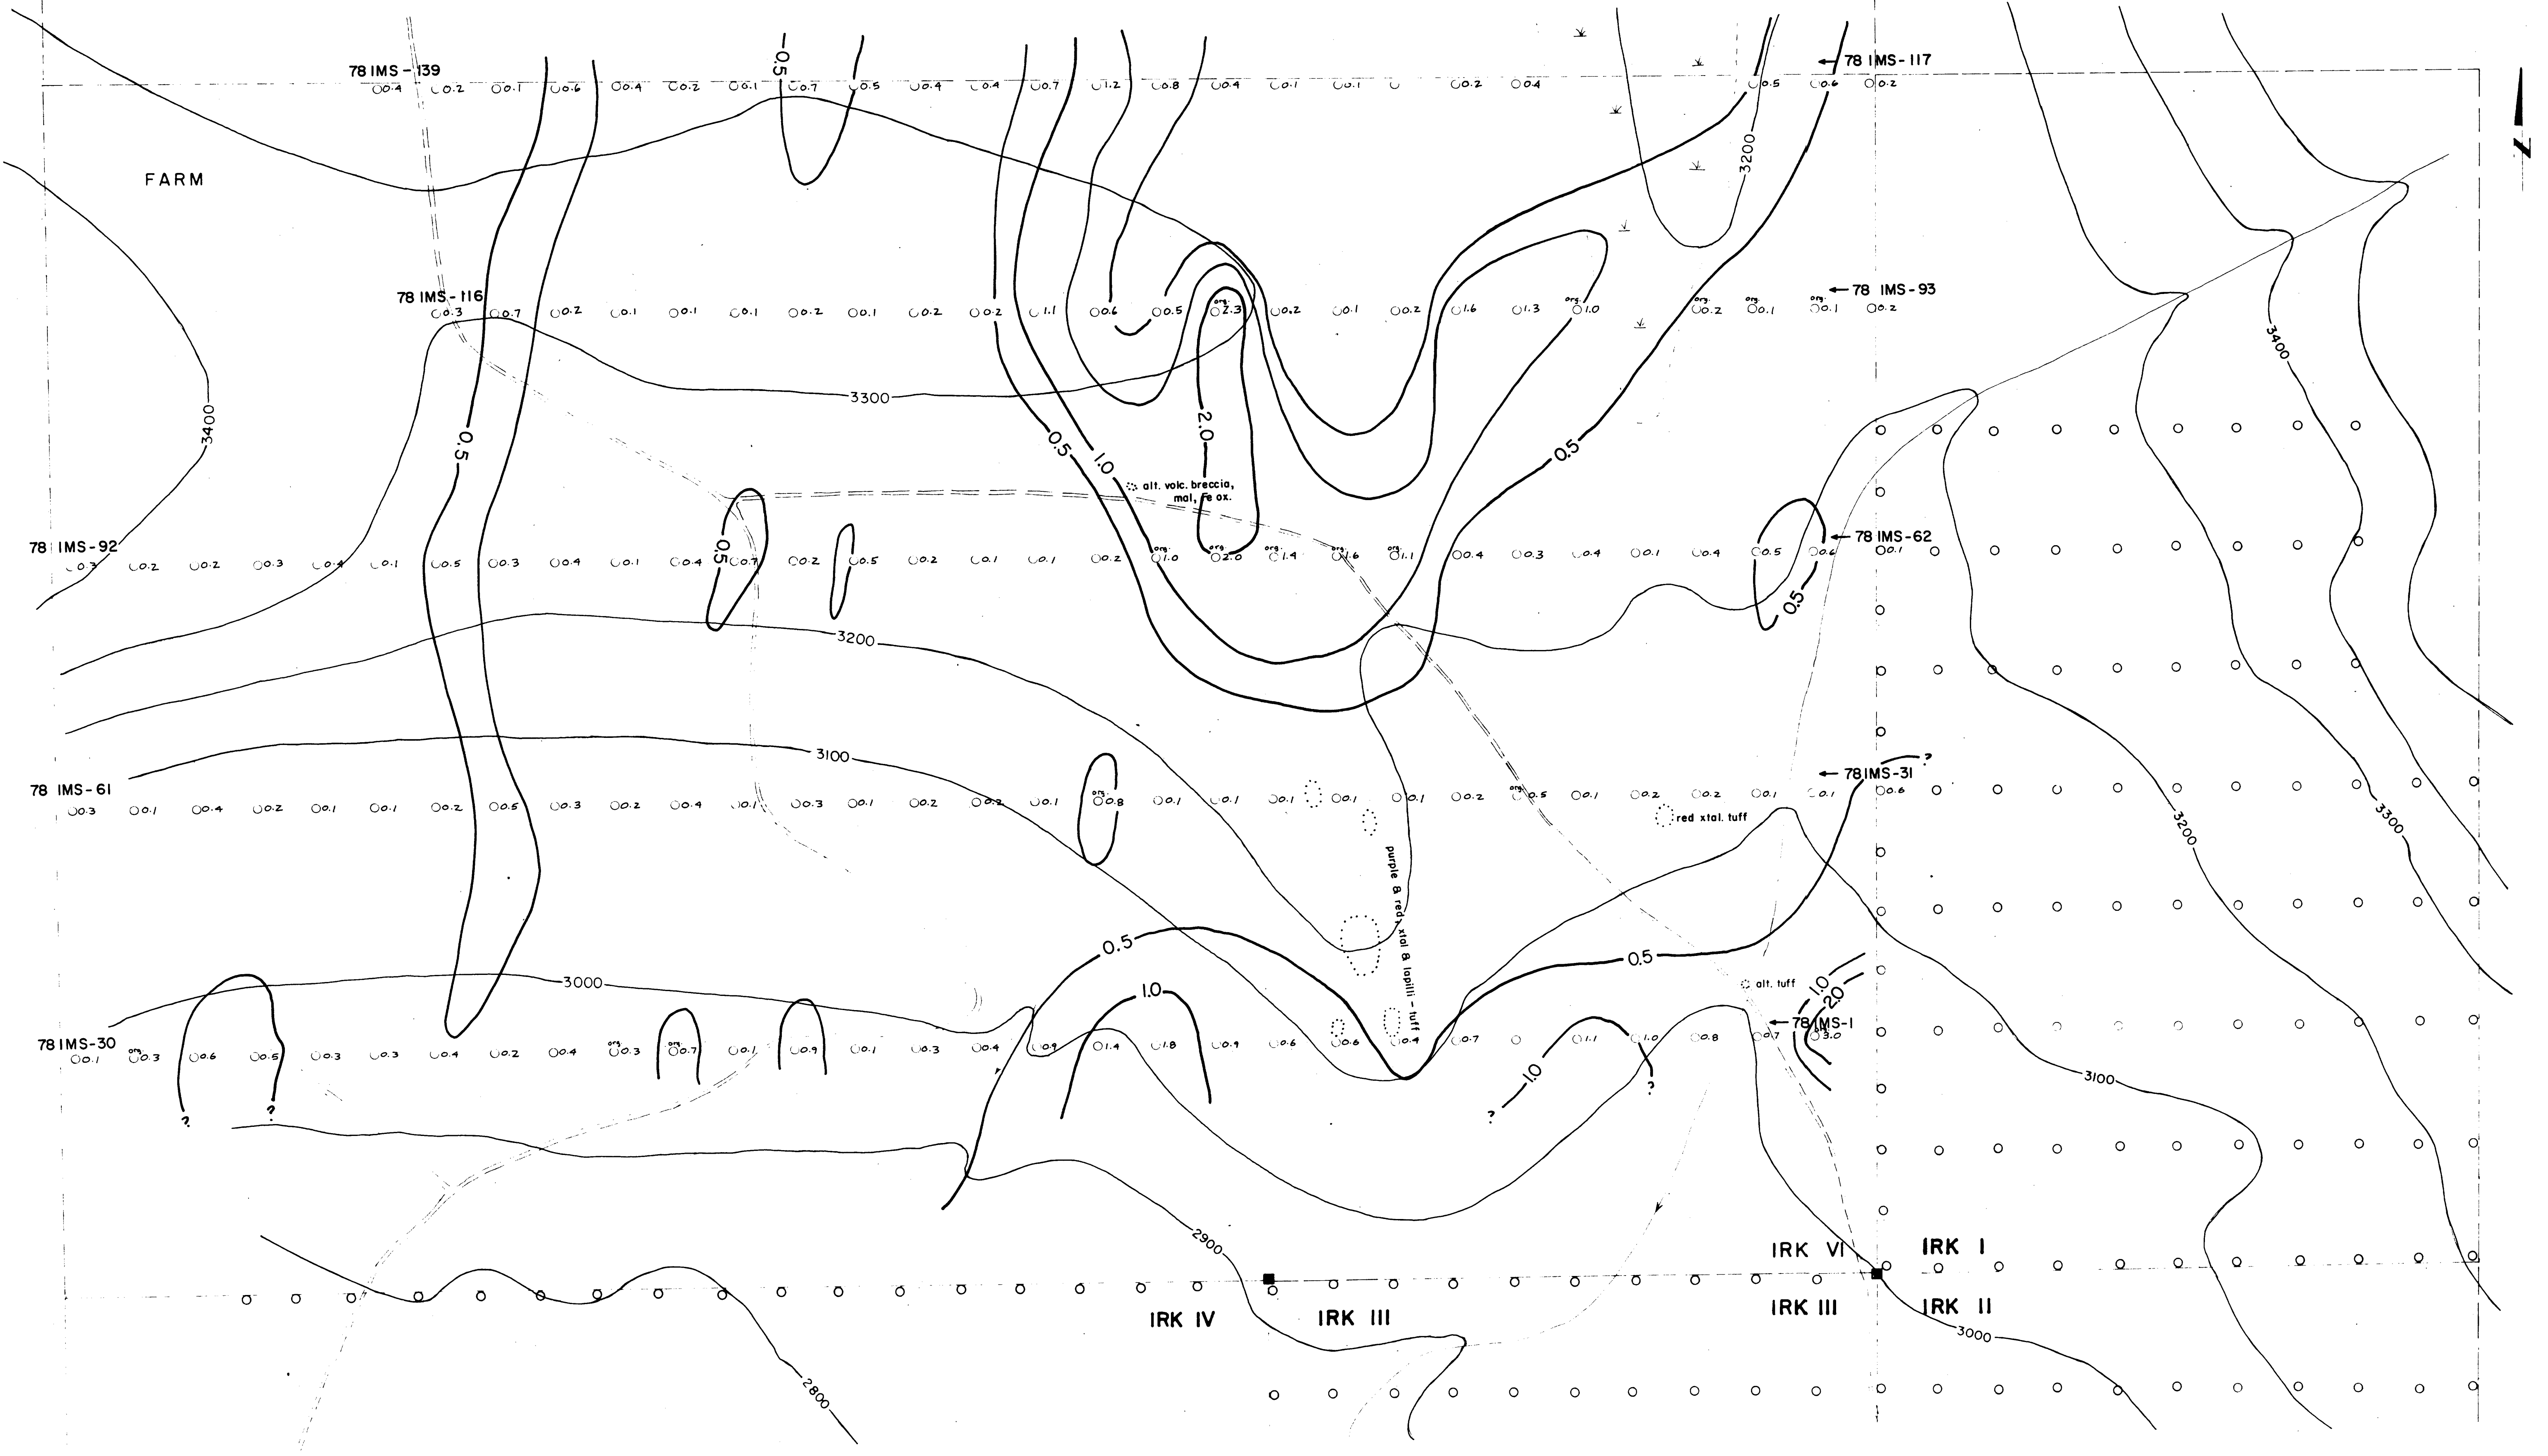 -0.5
78 IMS-139
← 78 IMS-117
0.4 0.2 0.1 0.6 0.4 0.2 0.1 0.7 0.5 0.4 0.4 0.7 1.2 0.8 0.4 0.1 0.1 0.2 0.4 0.5 0.6 0.2
N
3200
FARM
78 IMS-116
← 78 IMS-93
org. org. org. org. org.
0.3 0.7 0.2 0.1 0.1 0.1 0.2 0.1 0.2 0.2 1.1 0.6 0.5 2.3 0.2 0.1 0.2 1.6 1.3 1.0 0.2 0.1 0.1 0.2
3400
3300
3400
2.0
0.5
0.5
1.0
0.5
alt. volc. breccia,
mal, Fe ox.
78 IMS-92
← 78 IMS-62
org. org. org. org. org.
0.3 0.2 0.2 0.3 0.4 0.1 0.5 0.3 0.4 0.1 0.4 0.7 0.2 0.5 0.2 0.1 0.1 0.2 1.0 2.0 1.4 1.6 1.1 0.4 0.3 0.4 0.1 0.4 0.5 0.6 0.1
0.5
0.5
3200
3100
?
← 78 IMS-31
78 IMS-61
org. org.
0.3 0.1 0.4 0.2 0.1 0.1 0.2 0.5 0.3 0.2 0.4 0.1 0.3 0.1 0.2 0.2 0.1 0.8 0.1 0.1 0.1 0.1 0.1 0.2 0.5 0.1 0.2 0.2 0.1 0.1 0.6
red xtal. tuff
3200
3300
purple & red xtal & lapilli-tuff
0.5
0.5
3000
1.0
alt. tuff
1.0
2.0
78 IMS-30
← 78 IMS-1
org. org. org.
0.1 0.3 0.6 0.5 0.3 0.3 0.4 0.2 0.4 0.3 0.7 0.1 0.9 0.1 0.3 0.4 0.9 1.4 1.8 0.9 0.6 0.6 0.4 0.7 1.1 1.0 0.8 0.7 3.0
1.0
3100
? ? ? ?
2900
IRK VI IRK I
IRK IV IRK III IRK III IRK II
3000
2800